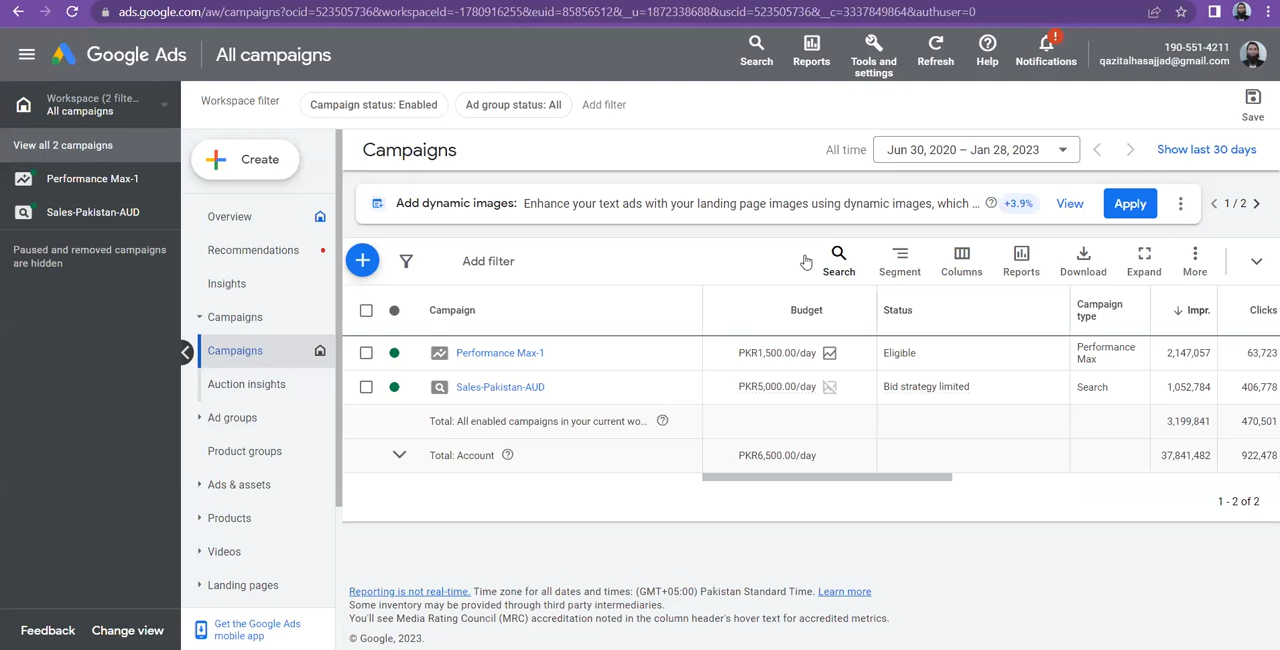 ads.google.com/aw/campaigns?ocid=523505736&workspaceId=-1780916255&euid=85856512&__u=1872338688&uscid=523505736&__c=3337849864&authuser=0
Google Ads
All campaigns
Search
Reports
Tools and
settings
Refresh
Help
!
Notifications
190-551-4211
qazitalhasajjad@gmail.com
Workspace (2 filte...
All campaigns
Workspace filter
Campaign status: Enabled
Ad group status: All
Add filter
Save
View all 2 campaigns
Performance Max-1
Sales-Pakistan-AUD
Paused and removed campaigns
are hidden
Create
Overview
Recommendations
Insights
Campaigns
Campaigns
Auction insights
Ad groups
Product groups
Ads & assets
Products
Videos
Landing pages
Get the Google Ads
mobile app
Feedback
Change view
Campaigns
All time
Jun 30, 2020 – Jan 28, 2023
Show last 30 days
Add dynamic images: Enhance your text ads with your landing page images using dynamic images, which ...
+3.9%
View
Apply
1 / 2
Add filter
Search
Segment
Columns
Reports
Download
Expand
More
Campaign
Budget
Status
Campaign
type
Impr.
Clicks
Performance Max-1
PKR1,500.00/day
Eligible
Performance
Max
2,147,057
63,723
Sales-Pakistan-AUD
PKR5,000.00/day
Bid strategy limited
Search
1,052,784
406,778
Total: All enabled campaigns in your current wo...
3,199,841
470,501
Total: Account
PKR6,500.00/day
37,841,482
922,478
1 - 2 of 2
Reporting is not real-time. Time zone for all dates and times: (GMT+05:00) Pakistan Standard Time. Learn more
Some inventory may be provided through third party intermediaries.
You'll see Media Rating Council (MRC) accreditation noted in the column header's hover text for accredited metrics.
© Google, 2023.